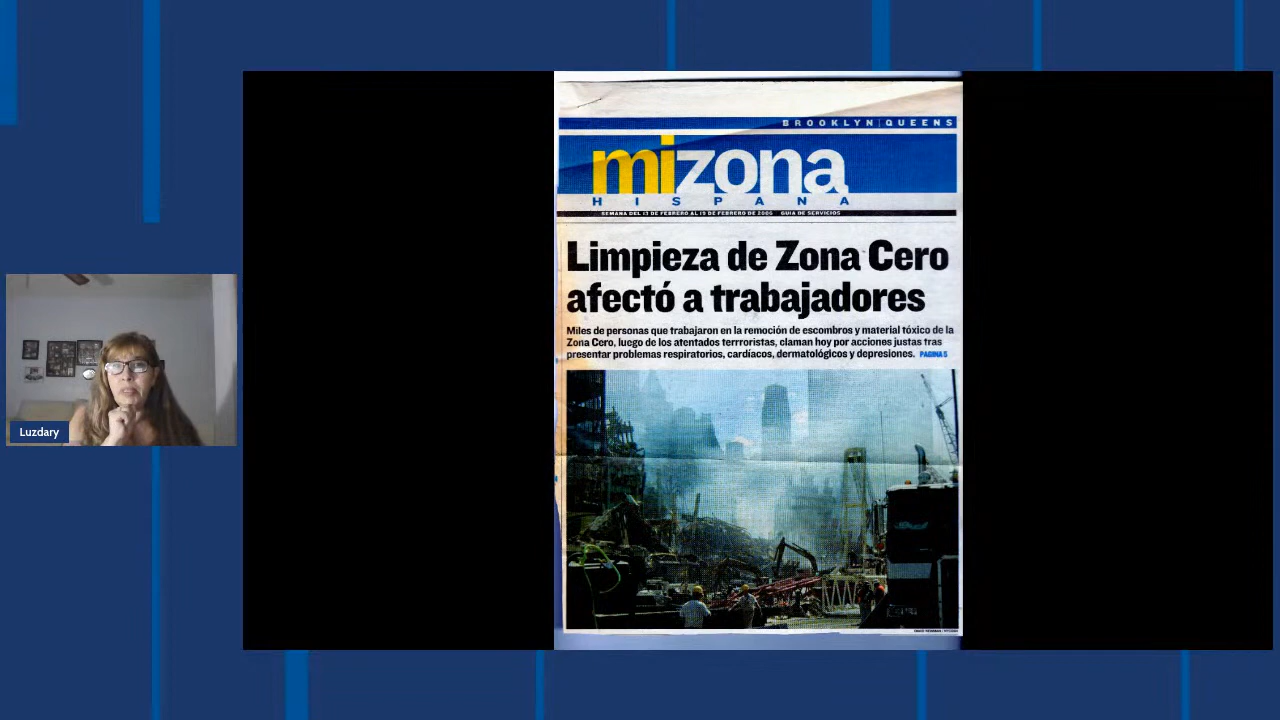 BROOKLYN | QUEENS
mizona
HISPANA
SEMANA DEL 13 DE FEBRERO AL 19 DE FEBRERO DE 2005 GUIA DE SERVICIOS
Limpieza de Zona Cero
afectó a trabajadores
Miles de personas que trabajaron en la remoción de escombros y material tóxico de la
Zona Cero, luego de los atentados terrroristas, claman hoy por acciones justas tras
presentar problemas respiratorios, cardíacos, dermatológicos y depresiones. PAGINA 5
Luzdary